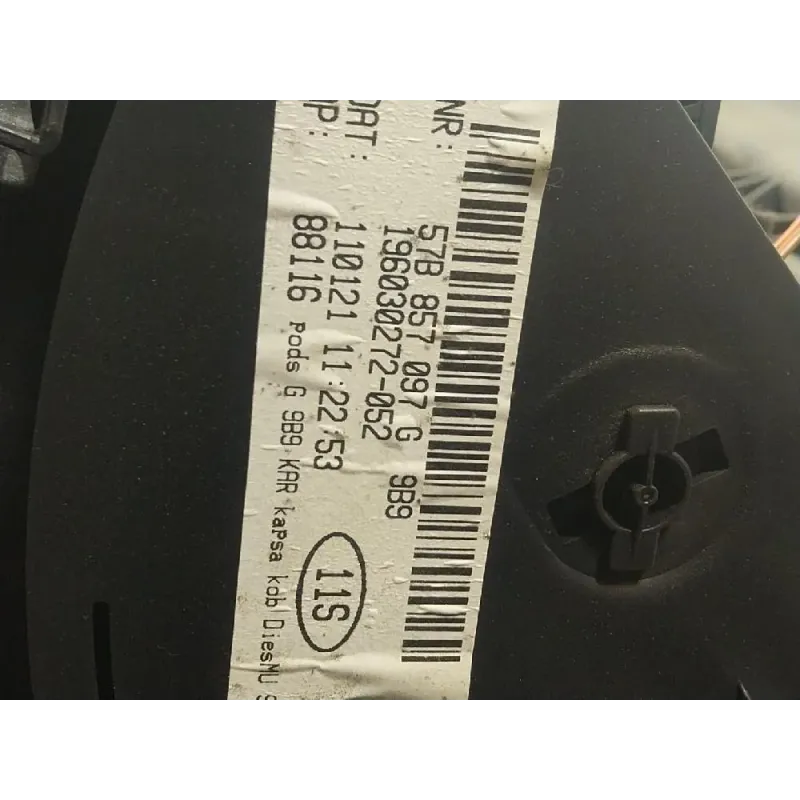 NR:
57B 857 097 G 9B9
196030272-052
DAT: 110121 11:22:53
P: 88116 Pods G 9B9 KAR kapsa kob DiesMU S
11S